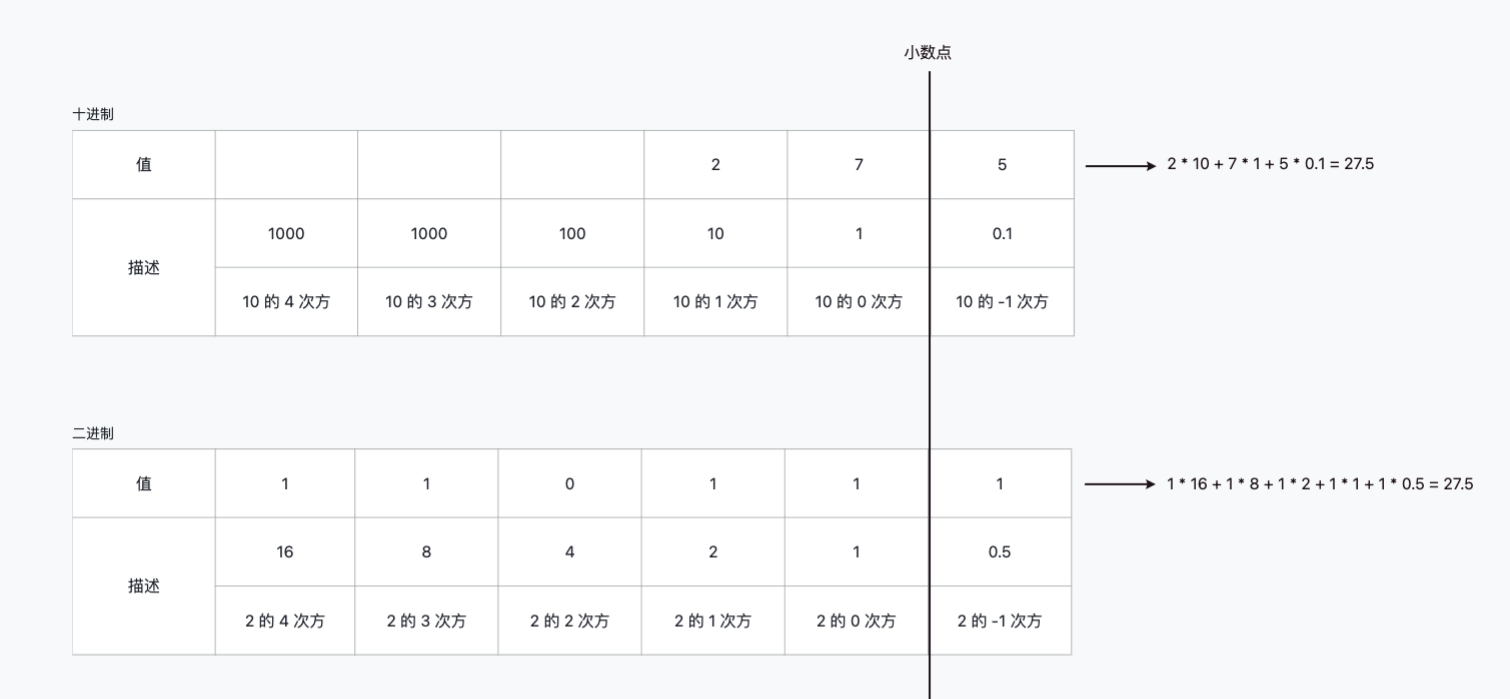 小数点
十进制
值 2 7 5 2 * 10 + 7 * 1 + 5 * 0.1 = 27.5
描述
1000 1000 100 10 1 0.1
10 的 4 次方 10 的 3 次方 10 的 2 次方 10 的 1 次方 10 的 0 次方 10 的 -1 次方
二进制
值 1 1 0 1 1 1 1 * 16 + 1 * 8 + 1 * 2 + 1 * 1 + 1 * 0.5 = 27.5
描述
16 8 4 2 1 0.5
2 的 4 次方 2 的 3 次方 2 的 2 次方 2 的 1 次方 2 的 0 次方 2 的 -1 次方